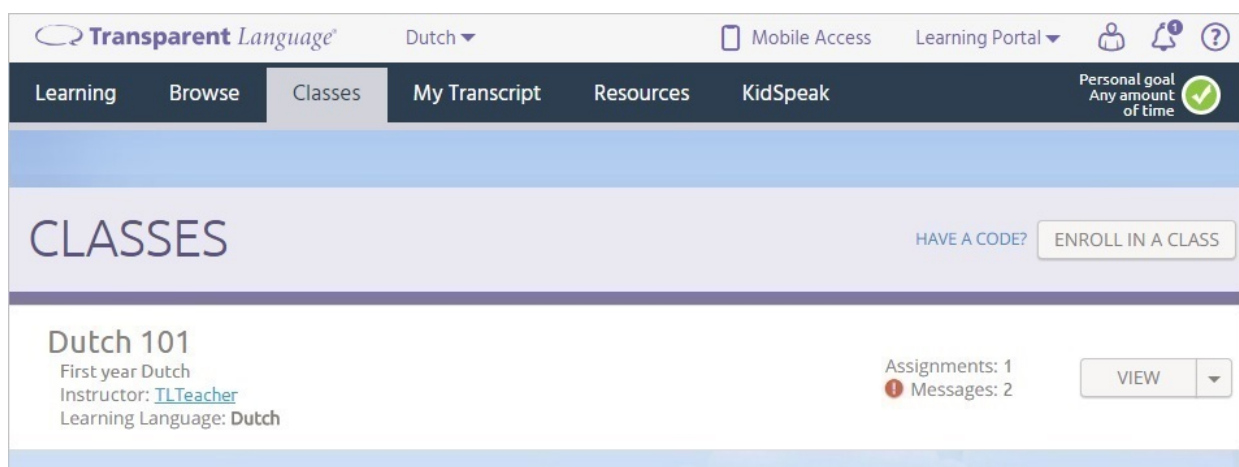 Transparent Language® Dutch Mobile Access Learning Portal 1 ?
Learning Browse Classes My Transcript Resources KidSpeak
Personal goal
Any amount
of time
CLASSES
HAVE A CODE? ENROLL IN A CLASS
Dutch 101
First year Dutch
Instructor: TLTeacher
Learning Language: Dutch
Assignments: 1
! Messages: 2
VIEW